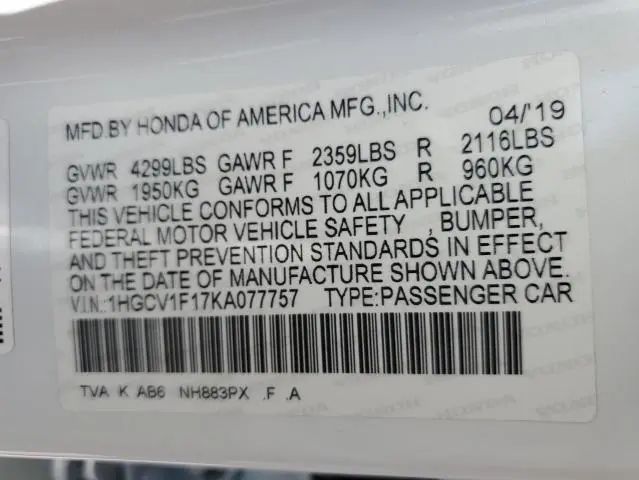 MFD.BY HONDA OF AMERICA MFG.,INC. 04/'19
GVWR 4299LBS GAWR F 2359LBS R 2116LBS
GVWR 1950KG GAWR F 1070KG R 960KG
THIS VEHICLE CONFORMS TO ALL APPLICABLE
FEDERAL MOTOR VEHICLE SAFETY , BUMPER,
AND THEFT PREVENTION STANDARDS IN EFFECT
ON THE DATE OF MANUFACTURE SHOWN ABOVE.
V.I.N.:1HGCV1F17KA077757 TYPE:PASSENGER CAR
TVA K AB6 NH883PX .F .A